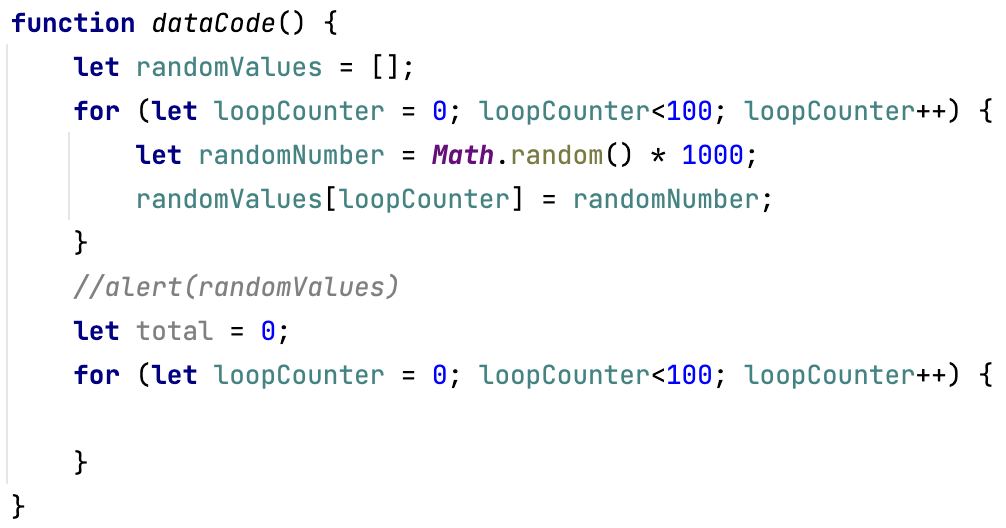 function dataCode() {
    let randomValues = [];
    for (let loopCounter = 0; loopCounter<100; loopCounter++) {
        let randomNumber = Math.random() * 1000;
        randomValues[loopCounter] = randomNumber;
    }
    //alert(randomValues)
    let total = 0;
    for (let loopCounter = 0; loopCounter<100; loopCounter++) {

    }
}